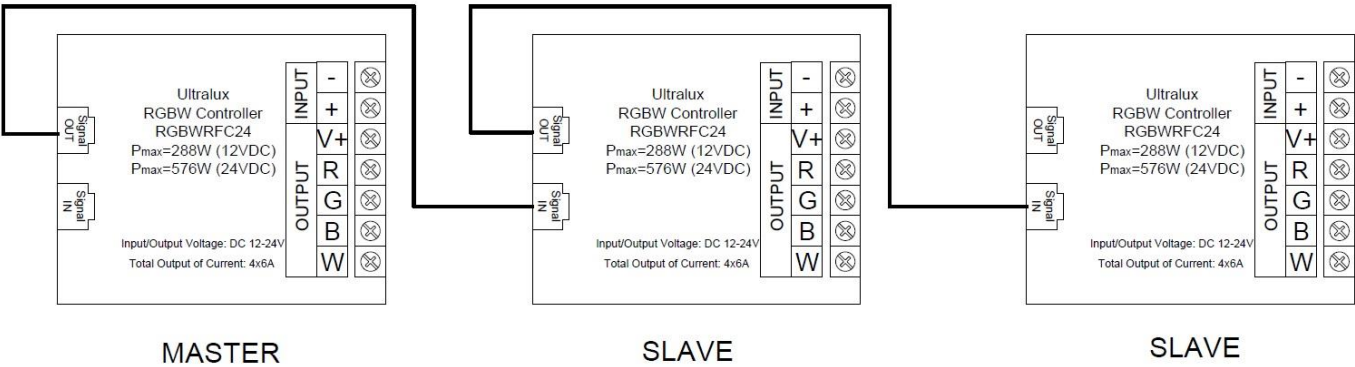 Signal
OUT
Signal
IN
Ultralux
RGBW Controller
RGBWRFC24
Pmax=288W (12VDC)
Pmax=576W (24VDC)
Input/Output Voltage: DC 12-24V
Total Output of Current: 4x6A
INPUT
OUTPUT
-
+
V+
R
G
B
W
MASTER
Signal
OUT
Signal
IN
Ultralux
RGBW Controller
RGBWRFC24
Pmax=288W (12VDC)
Pmax=576W (24VDC)
Input/Output Voltage: DC 12-24V
Total Output of Current: 4x6A
INPUT
OUTPUT
-
+
V+
R
G
B
W
SLAVE
Signal
OUT
Signal
IN
Ultralux
RGBW Controller
RGBWRFC24
Pmax=288W (12VDC)
Pmax=576W (24VDC)
Input/Output Voltage: DC 12-24V
Total Output of Current: 4x6A
INPUT
OUTPUT
-
+
V+
R
G
B
W
SLAVE